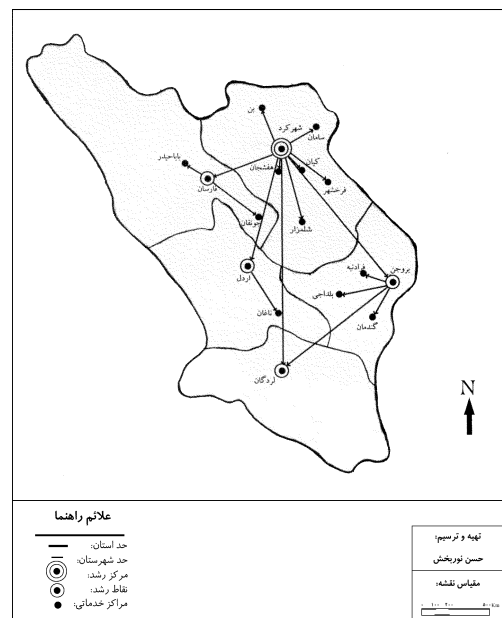 بن
سامان
شهرکرد
باباحیدر
کیان
هفشجان
فرخشهر
فارسان
جونقان
شلمزار
فرادنبه
بروجن
اردل
بلداجی
ناغان
گندمان
لردگان
N
علائم راهنما
حد استان:
حد شهرستان:
مرکز رشد:
نقاط رشد:
مراکز خدماتی:
تهیه و ترسیم:
حسن نوربخش
مقیاس نقشه: